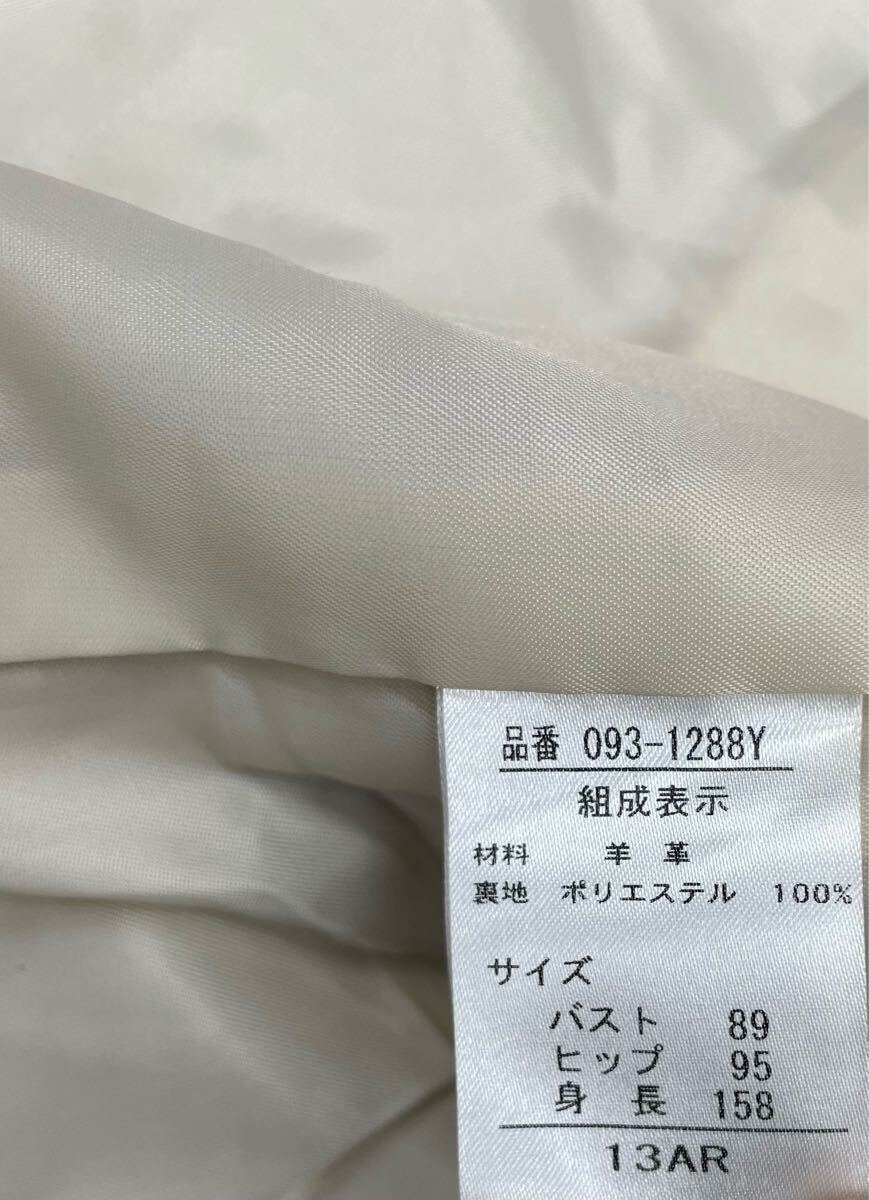 品番 093-1288Y
組成表示
材料 羊革
裏地 ポリエステル 100%
サイズ
バスト 89
ヒップ 95
身長 158
13AR